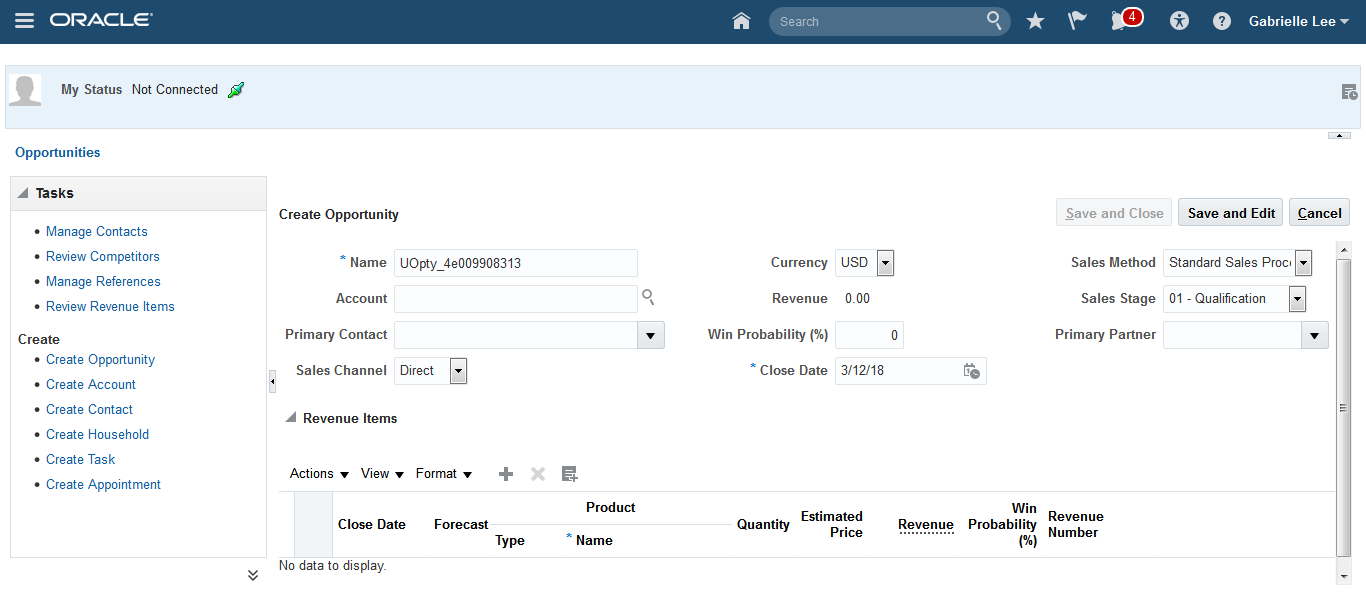 ORACLE
Search
4
Gabrielle Lee
My Status Not Connected
Opportunities
Tasks
Manage Contacts
Review Competitors
Manage References
Review Revenue Items
Create
Create Opportunity
Create Account
Create Contact
Create Household
Create Task
Create Appointment
Create Opportunity
Save and Close Save and Edit Cancel
* Name UOpty_4e009908313
Account
Primary Contact
Sales Channel Direct
Currency USD
Revenue 0.00
Win Probability (%) 0
* Close Date 3/12/18
Sales Method Standard Sales Proc
Sales Stage 01 - Qualification
Primary Partner
Revenue Items
Actions View Format
Close Date
Forecast
Product
Type
* Name
Quantity
Estimated
Price
Revenue
Win
Probability
(%)
Revenue
Number
No data to display.